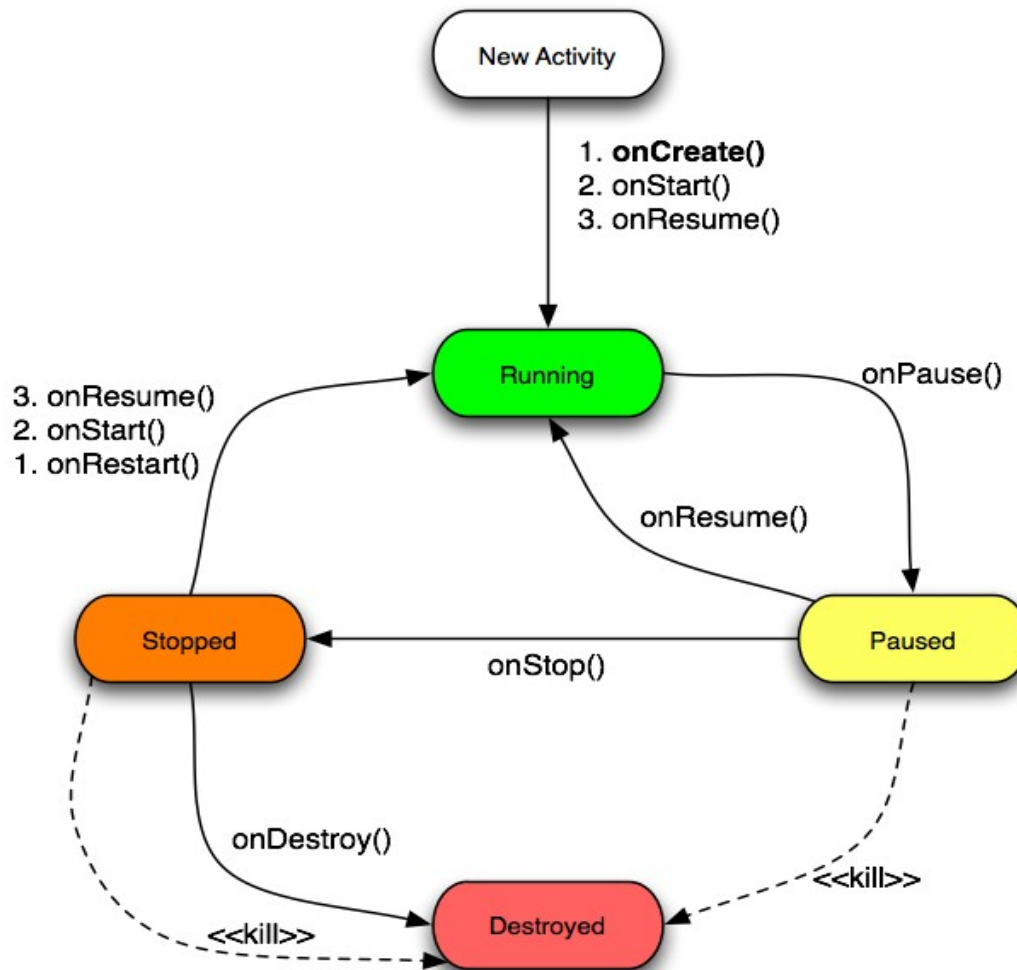 New Activity
1. onCreate()
2. onStart()
3. onResume()
Running
onPause()
3. onResume()
2. onStart()
1. onRestart()
onResume()
Stopped
Paused
onStop()
onDestroy()
<<kill>>
<<kill>>
Destroyed